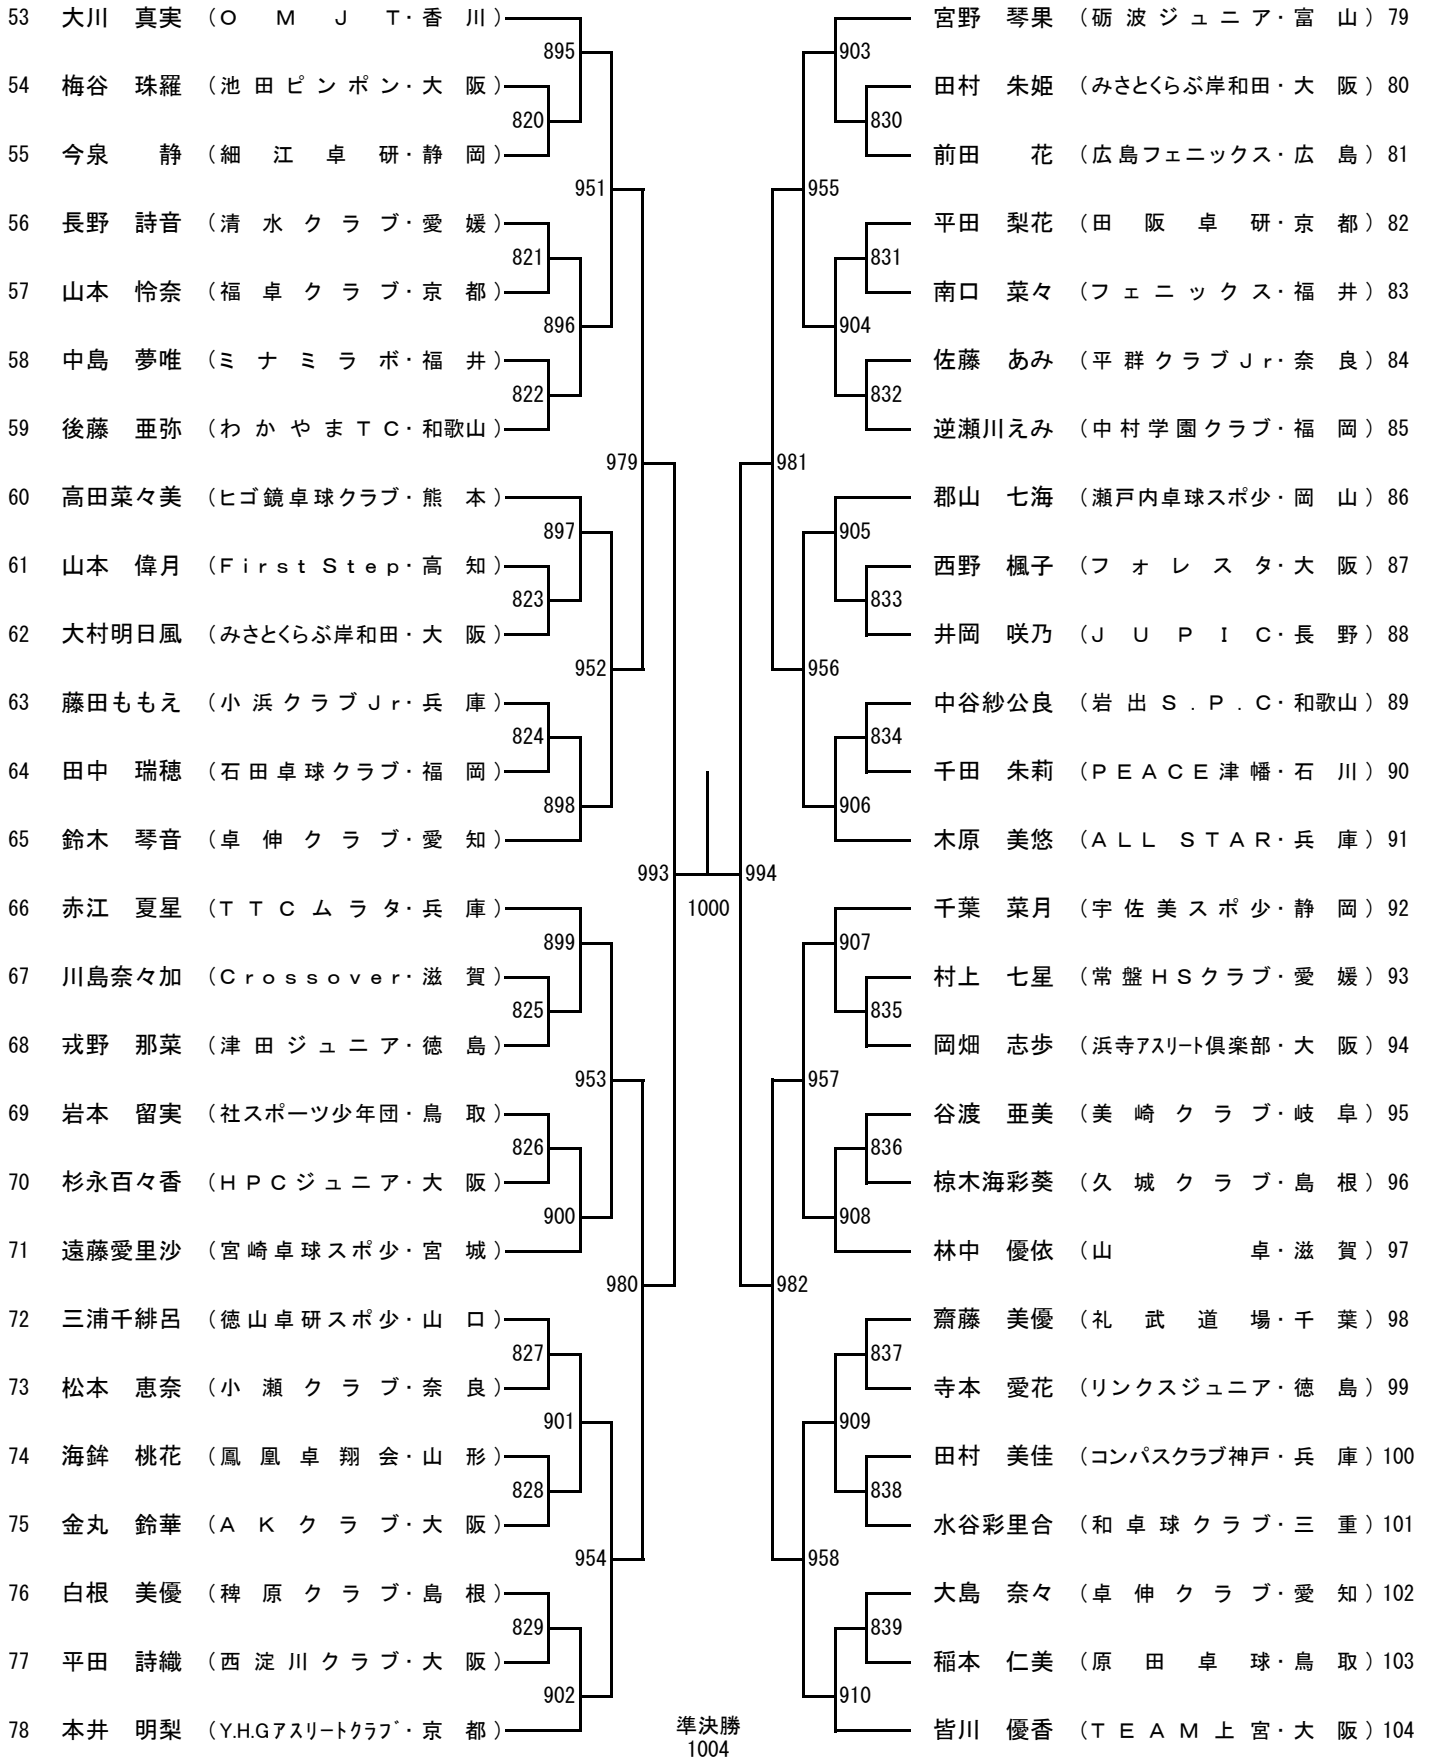 53 大川 真実 (O M J T・香 川)
895
54 梅谷 珠羅 (池田ピンポン・大 阪)
820
55 今泉 静 (細江卓研・静 岡)
951
56 長野 詩音 (清水クラブ・愛 媛)
821
57 山本 怜奈 (福卓クラブ・京 都)
896
58 中島 夢唯 (ミナミラボ・福 井)
822
59 後藤 亜弥 (わかやまTC・和歌山)
979
60 高田菜々美 (ヒゴ鏡卓球クラブ・熊 本)
897
61 山本 偉月 (First Step・高 知)
823
62 大村明日風 (みさとくらぶ岸和田・大 阪)
952
63 藤田ももえ (小浜クラブJr・兵 庫)
824
64 田中 瑞穂 (石田卓球クラブ・福 岡)
898
65 鈴木 琴音 (卓伸クラブ・愛 知)
993
66 赤江 夏星 (TTCムラタ・兵 庫)
899
67 川島奈々加 (Crossover・滋 賀)
825
68 戎野 那菜 (津田ジュニア・徳 島)
953
69 岩本 留実 (社スポーツ少年団・鳥 取)
826
70 杉永百々香 (HPCジュニア・大 阪)
900
71 遠藤愛里沙 (宮崎卓球スポ少・宮 城)
980
72 三浦千緋呂 (徳山卓研スポ少・山 口)
827
73 松本 恵奈 (小瀬クラブ・奈 良)
901
74 海鉾 桃花 (鳳凰卓翔会・山 形)
828
75 金丸 鈴華 (AKクラブ・大 阪)
954
76 白根 美優 (稗原クラブ・島 根)
829
77 平田 詩織 (西淀川クラブ・大 阪)
902
78 本井 明梨 (Y.H.Gアスリートクラブ・京 都)
1000
準決勝
1004
宮野 琴果 (砺波ジュニア・富 山) 79
903
田村 朱姫 (みさとくらぶ岸和田・大 阪) 80
830
前田 花 (広島フェニックス・広 島) 81
955
平田 梨花 (田阪卓研・京 都) 82
831
南口 菜々 (フェニックス・福 井) 83
904
佐藤 あみ (平群クラブJr・奈 良) 84
832
逆瀬川えみ (中村学園クラブ・福 岡) 85
981
郡山 七海 (瀬戸内卓球スポ少・岡 山) 86
905
西野 楓子 (フォレスタ・大 阪) 87
833
井岡 咲乃 (JUPIC・長 野) 88
956
中谷紗公良 (岩出S.P.C・和歌山) 89
834
千田 朱莉 (PEACE津幡・石 川) 90
906
木原 美悠 (ALL STAR・兵 庫) 91
994
千葉 菜月 (宇佐美スポ少・静 岡) 92
907
村上 七星 (常盤HSクラブ・愛 媛) 93
835
岡畑 志歩 (浜寺アスリート倶楽部・大 阪) 94
957
谷渡 亜美 (美崎クラブ・岐 阜) 95
836
椋木海彩葵 (久城クラブ・島 根) 96
908
林中 優依 (山 卓・滋 賀) 97
982
齋藤 美優 (礼武道場・千 葉) 98
837
寺本 愛花 (リンクスジュニア・徳 島) 99
909
田村 美佳 (コンパスクラブ神戸・兵 庫) 100
838
水谷彩里合 (和卓球クラブ・三 重) 101
958
大島 奈々 (卓伸クラブ・愛 知) 102
839
稲本 仁美 (原田卓球・鳥 取) 103
910
皆川 優香 (TEAM上宮・大 阪) 104